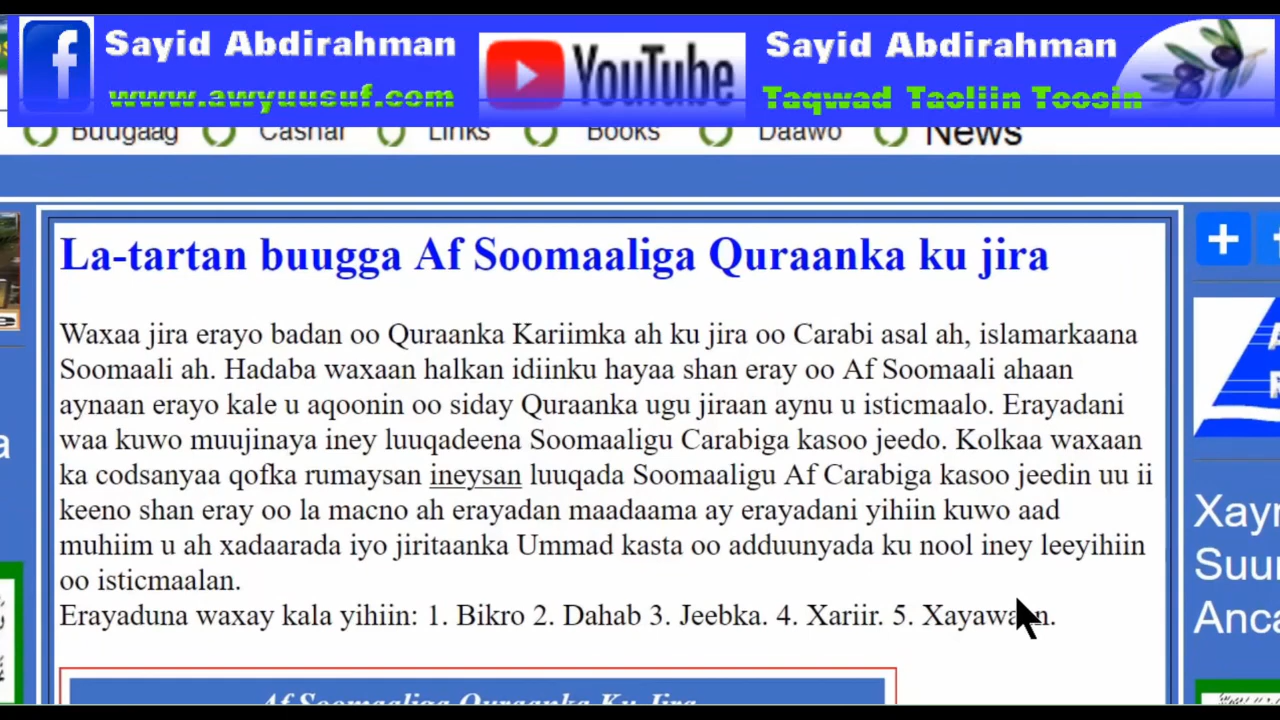 Sayid Abdirahman
www.awyuusuf.com
YouTube
Sayid Abdirahman
Taqwad Taoliin Toosin
Buugaag Links Books Daawo News
La-tartan buugga Af Soomaaliga Quraanka ku jira
Waxaa jira erayo badan oo Quraanka Kariimka ah ku jira oo Carabi asal ah, islamarkaana
Soomaali ah. Hadaba waxaan halkan idiinku hayaa shan eray oo Af Soomaali ahaan
aynaan erayo kale u aqoonin oo siday Quraanka ugu jiraan aynu u isticmaalo. Erayadani
waa kuwo muujinaya iney luuqadeena Soomaaligu Carabiga kasoo jeedo. Kolkaa waxaan
ka codsanyaa qofka rumaysan ineysan luuqada Soomaaligu Af Carabiga kasoo jeedin uu ii
keeno shan eray oo la macno ah erayadan maadaama ay erayadani yihiin kuwo aad
muhiim u ah xadaarada iyo jiritaanka Ummad kasta oo adduunyada ku nool iney leeyihiin
oo isticmaalan.
Erayaduna waxay kala yihiin: 1. Bikro 2. Dahab 3. Jeebka. 4. Xariir. 5. Xayawaan.
Af Soomaaliga Quraanka Ku Jira